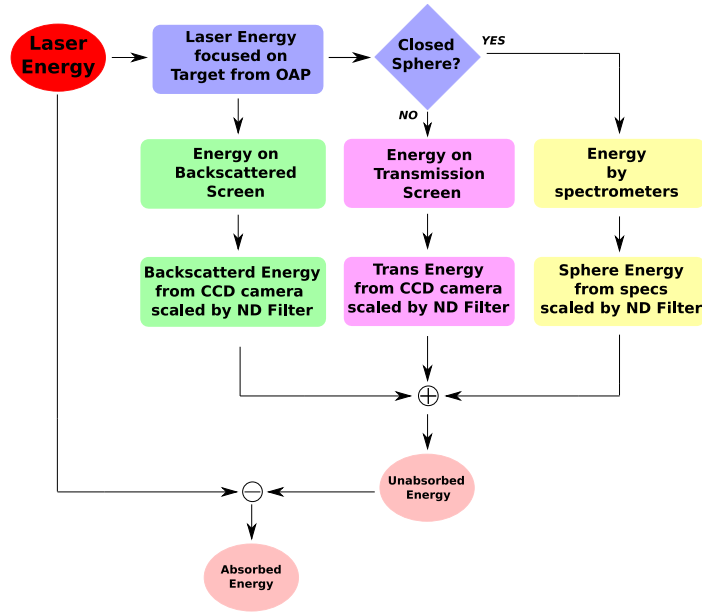 Laser
Energy
Laser Energy
focused on
Target from OAP
Closed
Sphere?
YES
NO
Energy on
Backscattered
Screen
Energy on
Transmission
Screen
Energy
by
spectrometers
Backscatterd Energy
from CCD camera
scaled by ND Filter
Trans Energy
from CCD camera
scaled by ND Filter
Sphere Energy
from specs
scaled by ND Filter
Unabsorbed
Energy
Absorbed
Energy